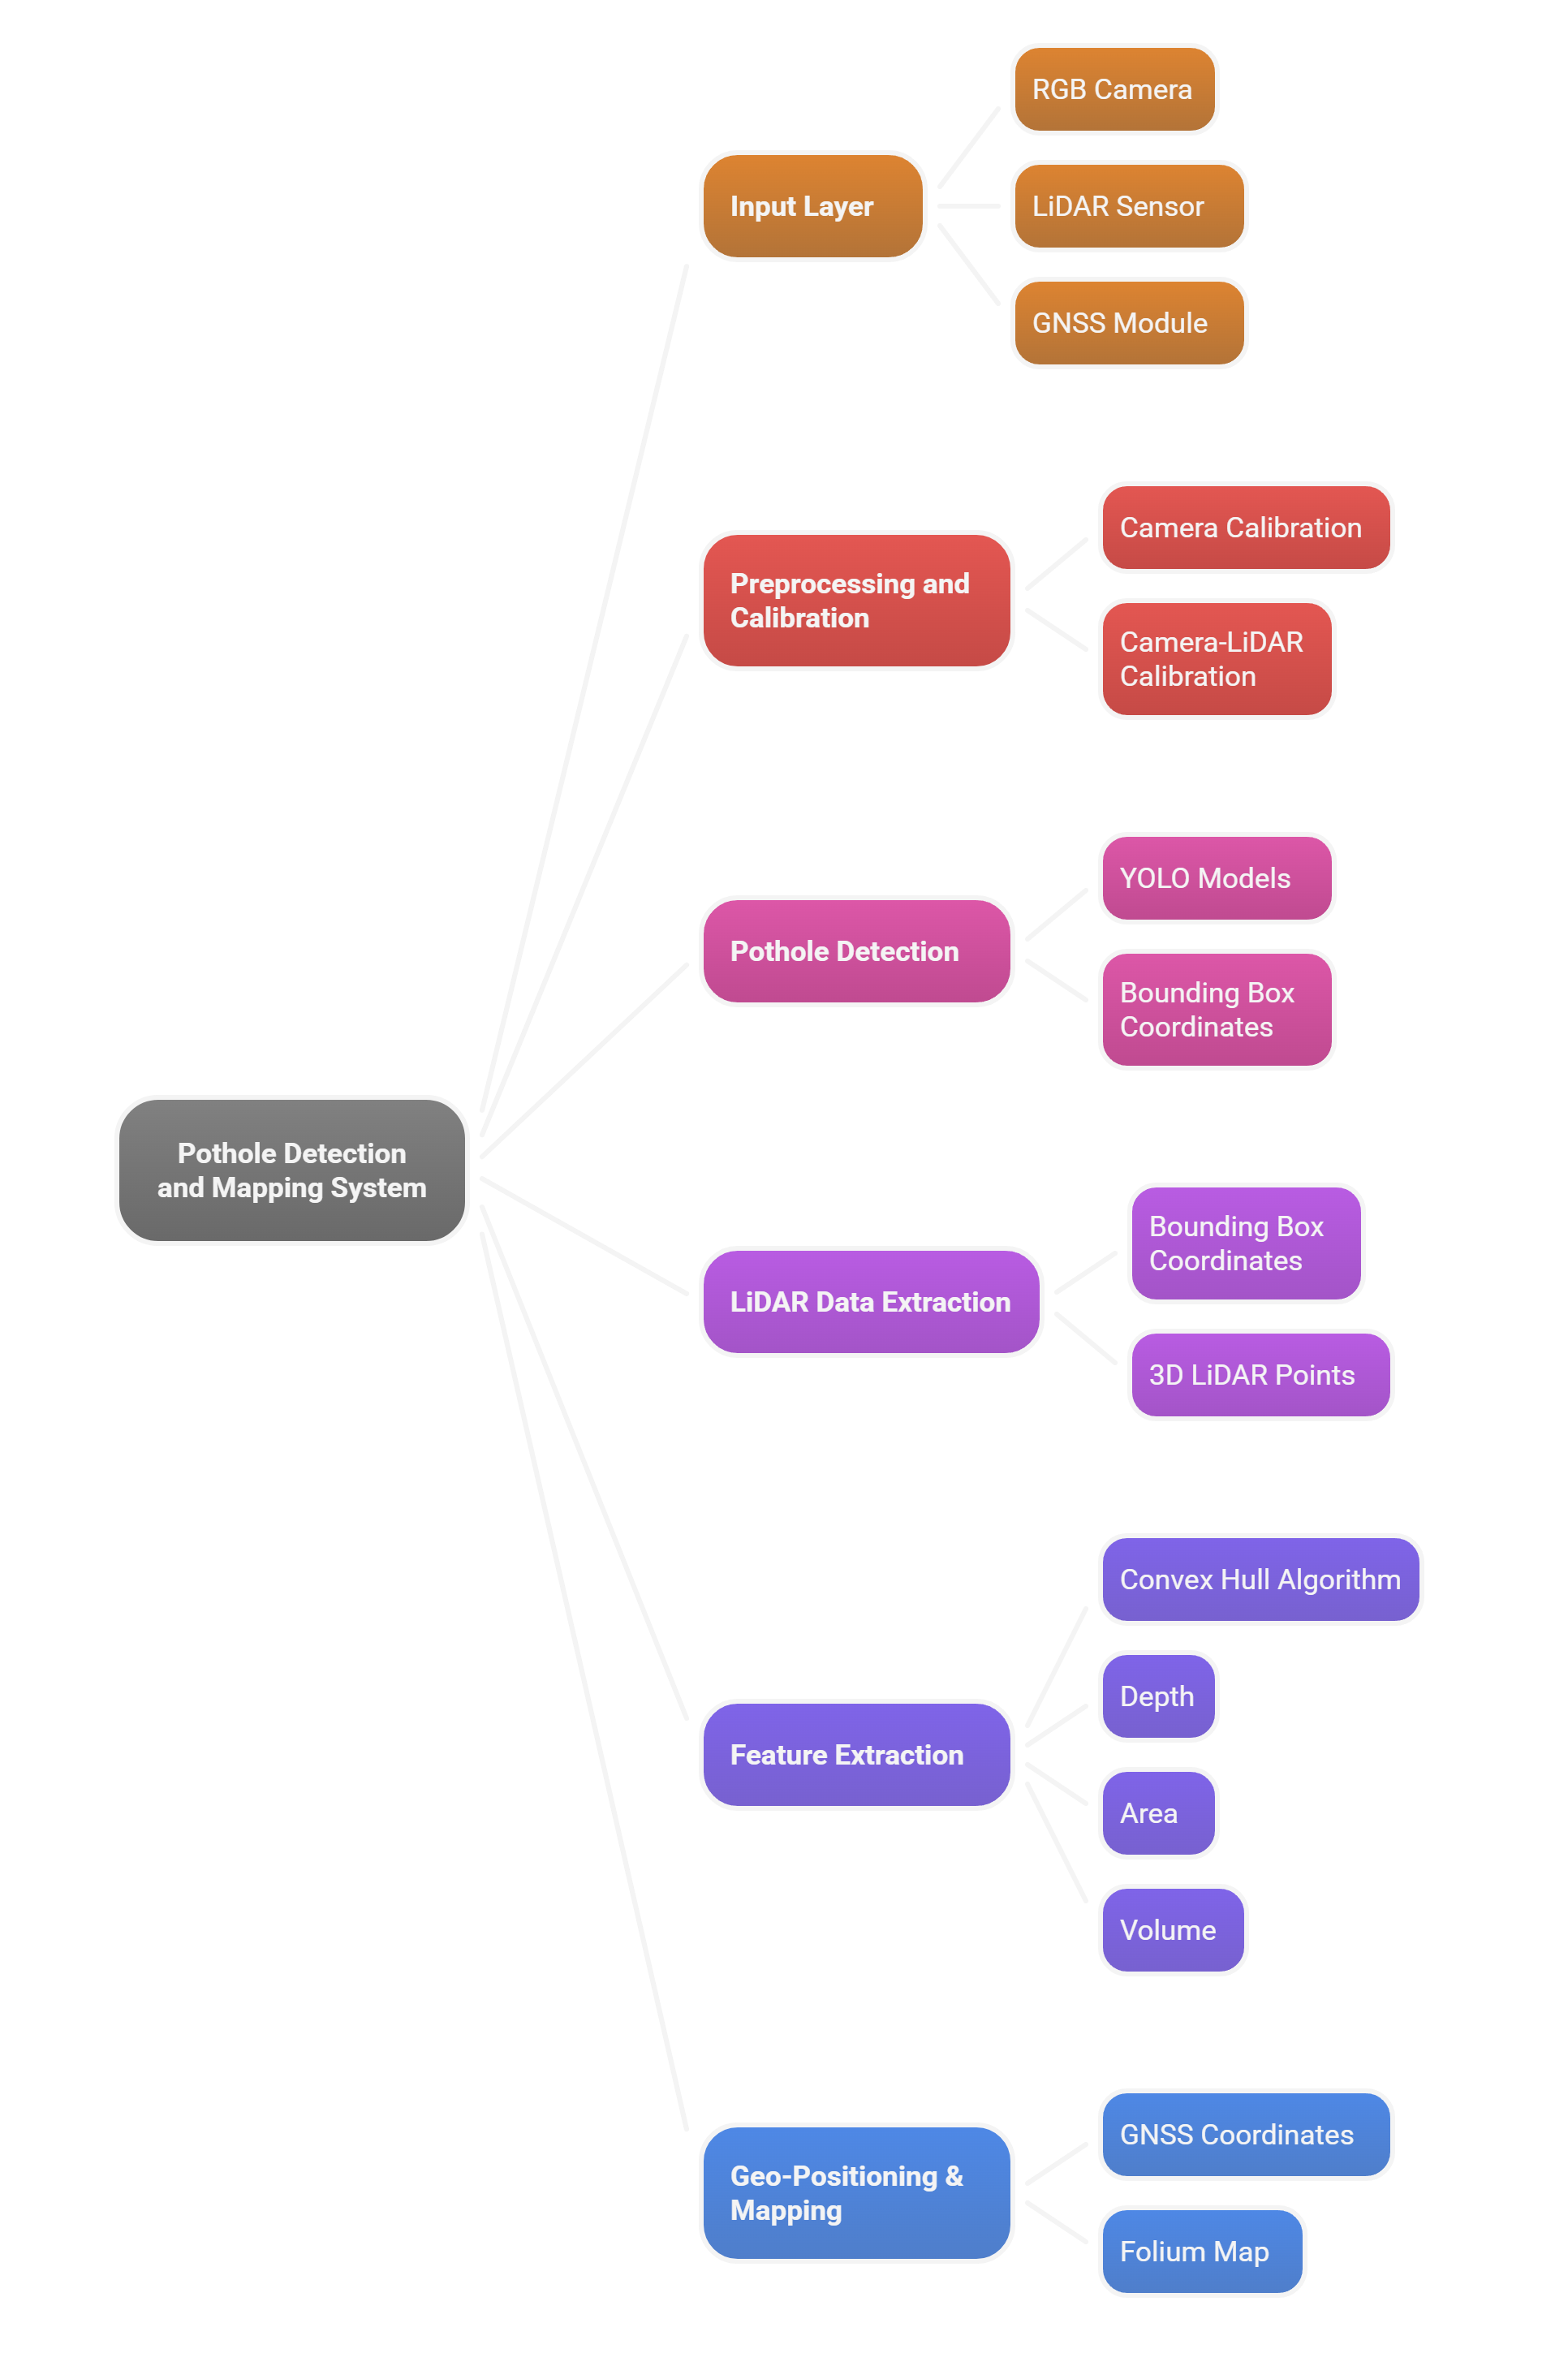 Pothole Detection
and Mapping System
Input Layer
RGB Camera
LiDAR Sensor
GNSS Module
Preprocessing and
Calibration
Camera Calibration
Camera-LiDAR
Calibration
Pothole Detection
YOLO Models
Bounding Box
Coordinates
LiDAR Data Extraction
Bounding Box
Coordinates
3D LiDAR Points
Feature Extraction
Convex Hull Algorithm
Depth
Area
Volume
Geo-Positioning &
Mapping
GNSS Coordinates
Folium Map